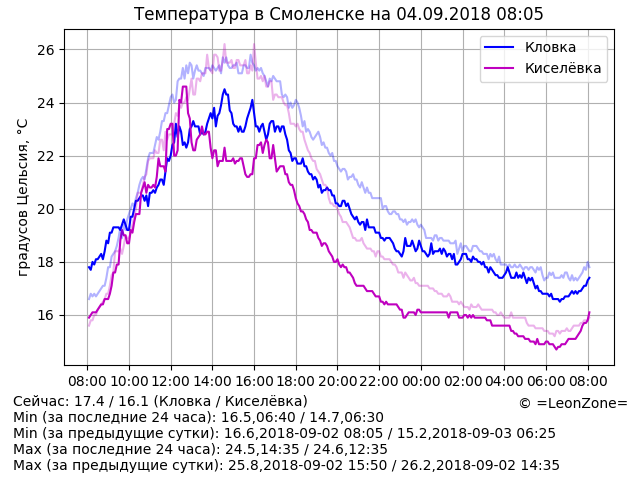 Температура в Смоленске на 04.09.2018 08:05
градусов Цельсия, °C
26
24
22
20
18
16
Кловка
Киселёвка
08:00 10:00 12:00 14:00 16:00 18:00 20:00 22:00 00:00 02:00 04:00 06:00 08:00
Сейчас: 17.4 / 16.1 (Кловка / Киселёвка)
© =LeonZone=
Min (за последние 24 часа): 16.5,06:40 / 14.7,06:30
Min (за предыдущие сутки): 16.6,2018-09-02 08:05 / 15.2,2018-09-03 06:25
Max (за последние 24 часа): 24.5,14:35 / 24.6,12:35
Max (за предыдущие сутки): 25.8,2018-09-02 15:50 / 26.2,2018-09-02 14:35